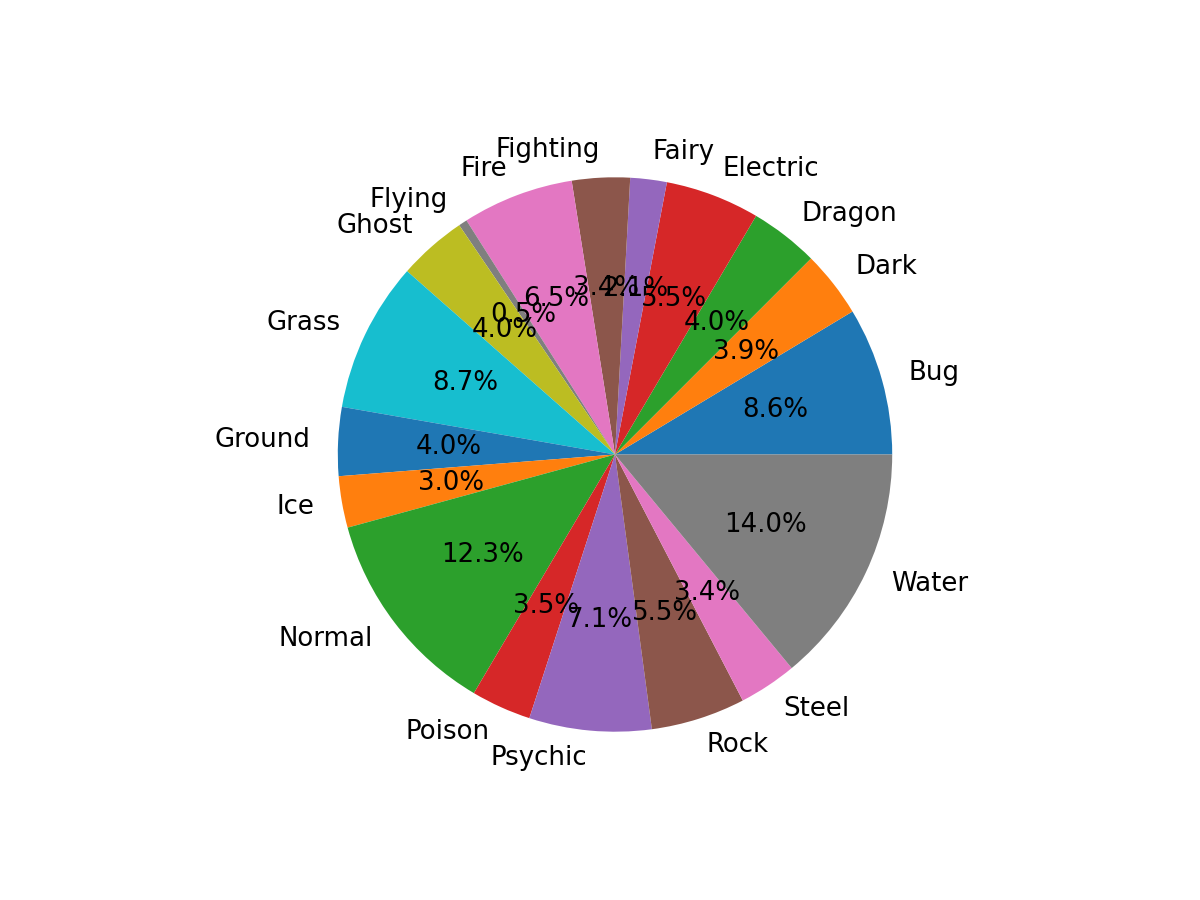 Fighting
Fairy
Fire
Electric
Flying
Dragon
Ghost
Dark
Grass
Bug
Ground
Ice
Normal
Water
Poison
Psychic
Rock
Steel
3.4%
2.1%
5.5%
6.5%
0.5%
4.0%
4.0%
3.9%
8.7%
8.6%
4.0%
3.0%
12.3%
14.0%
3.5%
7.1%
5.5%
3.4%